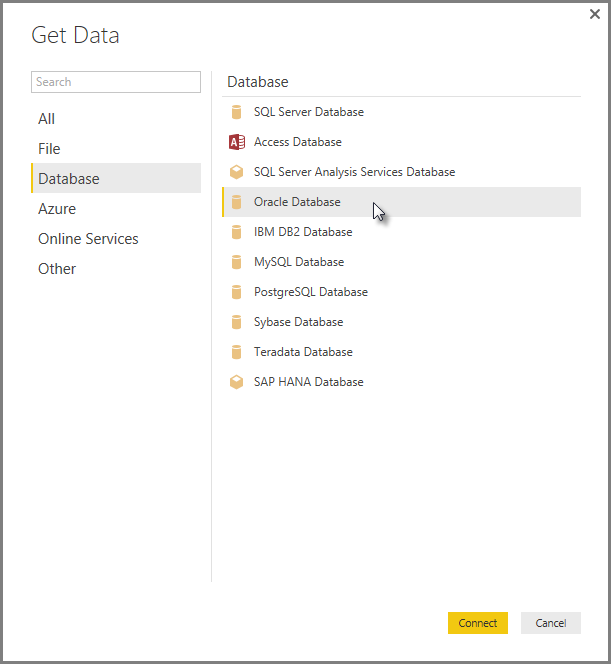 Get Data
Search
All
File
Database
Azure
Online Services
Other
Database
SQL Server Database
Access Database
SQL Server Analysis Services Database
Oracle Database
IBM DB2 Database
MySQL Database
PostgreSQL Database
Sybase Database
Teradata Database
SAP HANA Database
Connect
Cancel